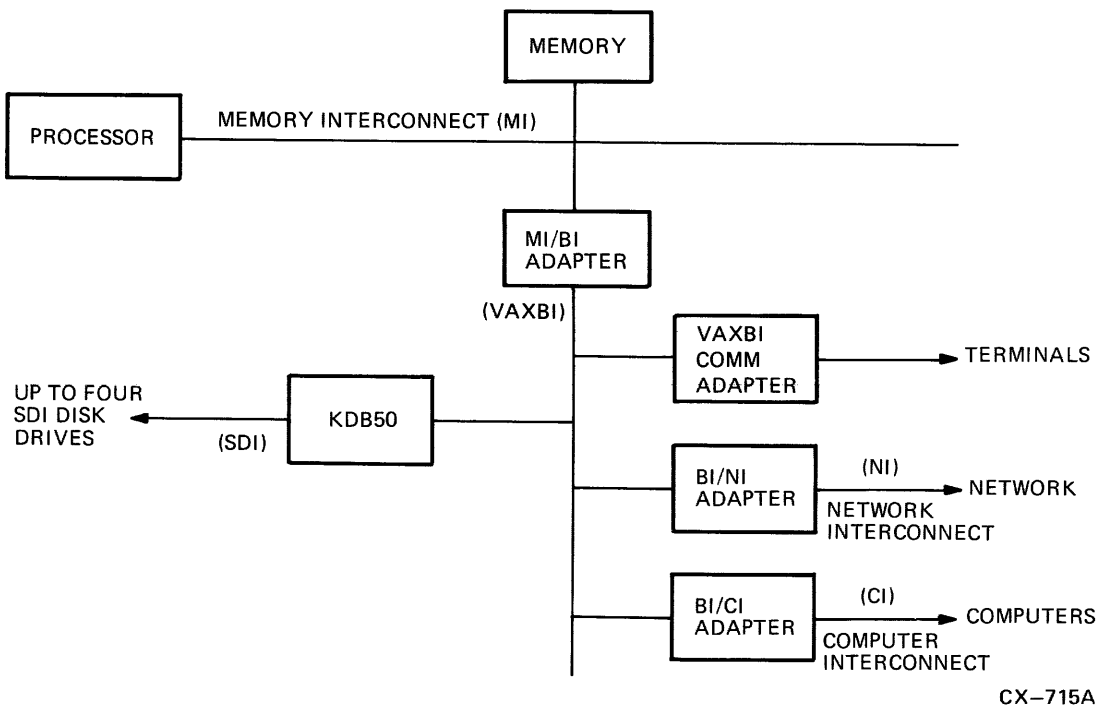 MEMORY
MEMORY INTERCONNECT (MI)
PROCESSOR
MI/BI
ADAPTER
(VAXBI)
VAXBI
COMM
ADAPTER
TERMINALS
UP TO FOUR
SDI DISK
DRIVES
(SDI)
KDB50
BI/NI
ADAPTER
(NI)
NETWORK
INTERCONNECT
NETWORK
BI/CI
ADAPTER
(CI)
COMPUTER
INTERCONNECT
COMPUTERS
CX-715A